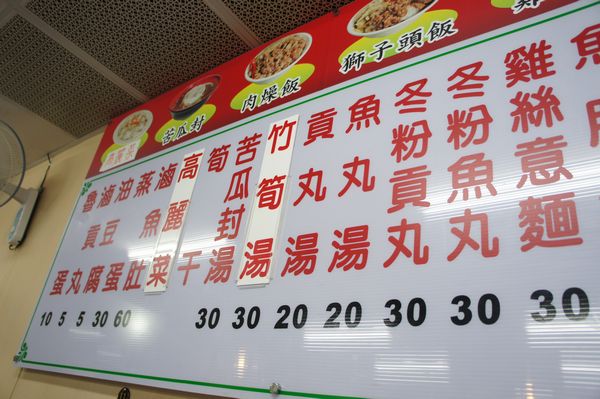 苦瓜封
肉燥飯
獅子頭飯
雞絲意麵
冬粉魚丸
冬粉貢丸
魚丸湯
貢丸湯
竹筍湯
苦瓜封湯
筍干
高麗菜
滷魚肚
蒸蛋
油豆腐
滷貢丸
魯蛋
10 5 5 30 60 30 30 20 20 30 30 30